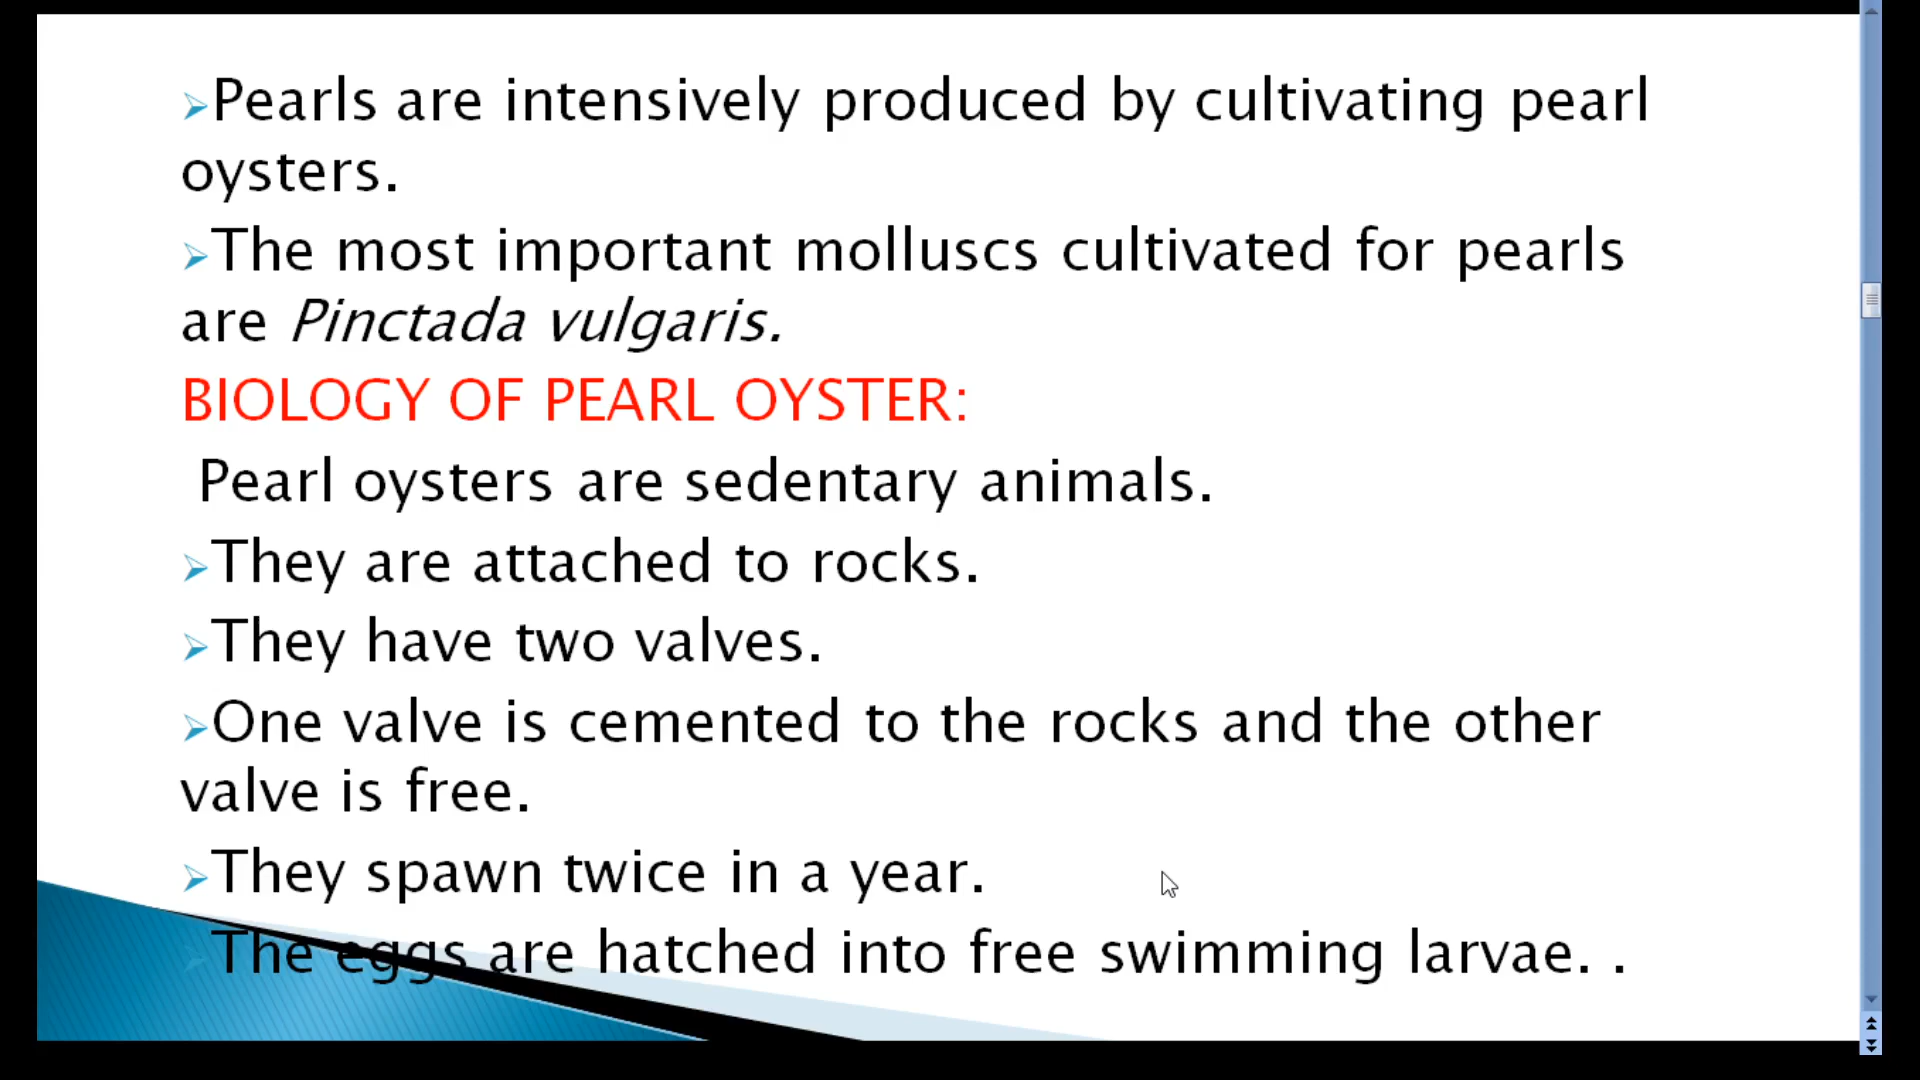 ➢Pearls are intensively produced by cultivating pearl
oysters.
➢The most important molluscs cultivated for pearls
are Pinctada vulgaris.
BIOLOGY OF PEARL OYSTER:
Pearl oysters are sedentary animals.
➢They are attached to rocks.
➢They have two valves.
➢One valve is cemented to the rocks and the other
valve is free.
➢They spawn twice in a year.
➢The eggs are hatched into free swimming larvae. .